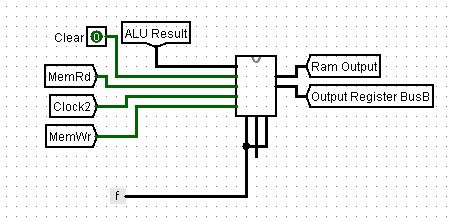 Clear 0 ALU Result
MemRd
Ram Output
Clock2
Output Register BusB
MemWr
f